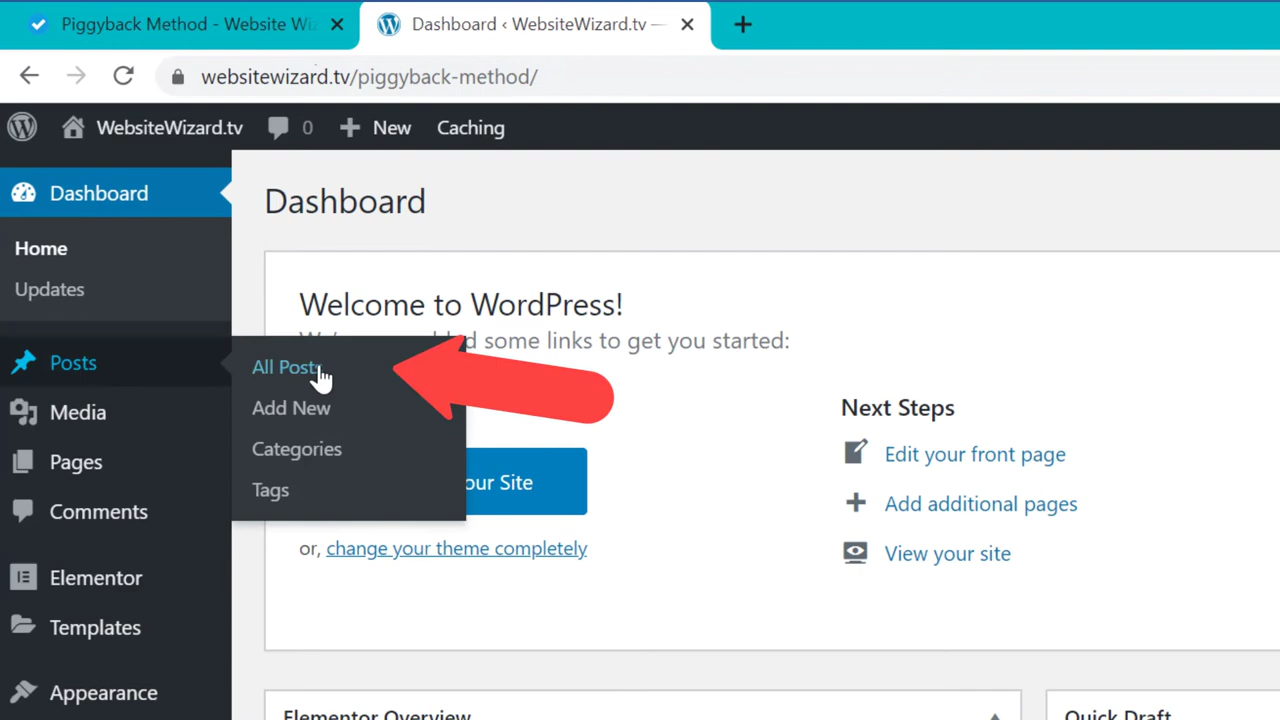 Piggyback Method - Website Wiz
Dashboard ‹ WebsiteWizard.tv —
websitewizard.tv/piggyback-method/
WebsiteWizard.tv 0 New Caching
Dashboard
Home
Updates
Posts
Media
Pages
Comments
Elementor
Templates
Appearance
All Posts
Add New
Categories
Tags
Dashboard
Welcome to WordPress!
some links to get you started:
our Site
or, change your theme completely
Next Steps
Edit your front page
Add additional pages
View your site
Elementor Overview
Quick Draft